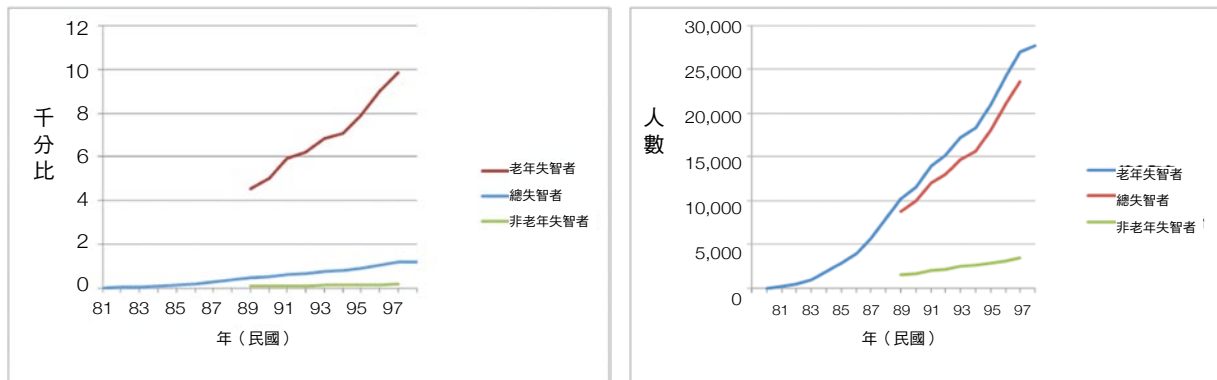 12
10
8
6
4
2
0
千分比
81 83 85 87 89 91 93 95 97
年（民國）
老年失智者
總失智者
非老年失智者
30,000
25,000
20,000
15,000
10,000
5,000
0
人數
81 83 85 87 89 91 93 95 97
年（民國）
老年失智者
總失智者
非老年失智者